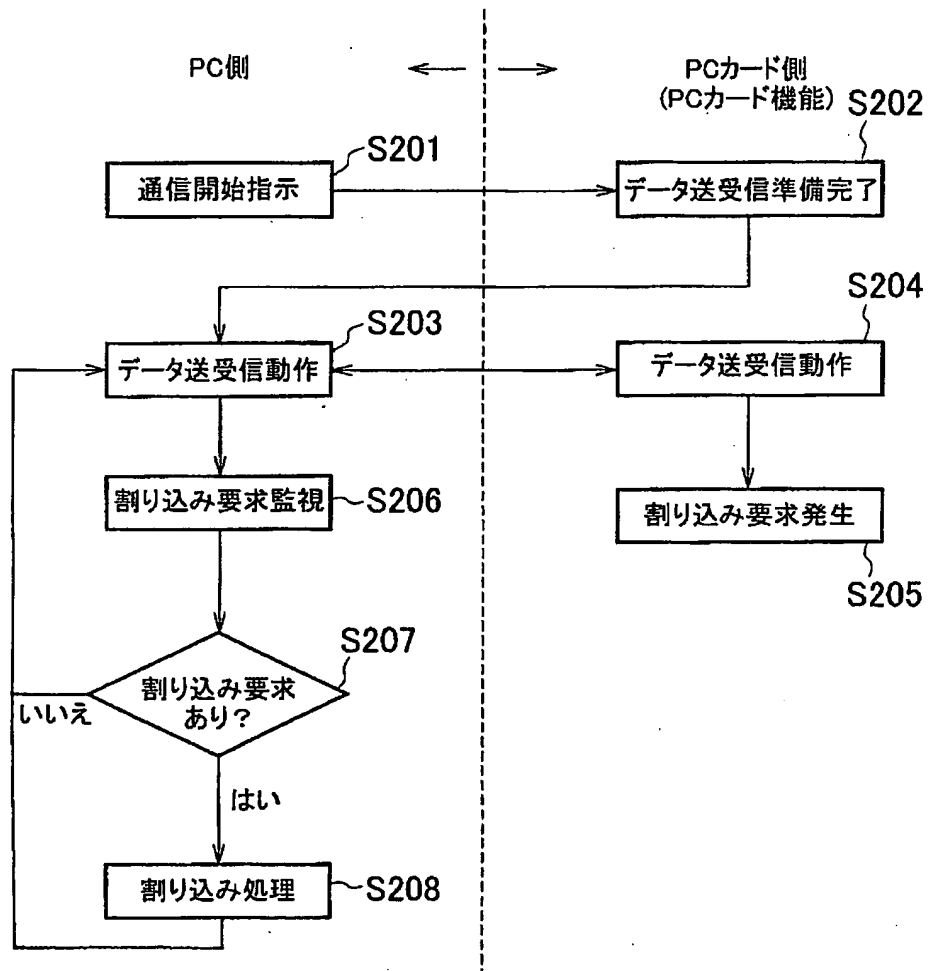 PC側
PCカード側
(PCカード機能)
S201
S202
通信開始指示
データ送受信準備完了
S203
S204
データ送受信動作
データ送受信動作
割り込み要求監視
S206
割り込み要求発生
S205
S207
割り込み要求
あり?
いいえ
はい
割り込み処理
S208